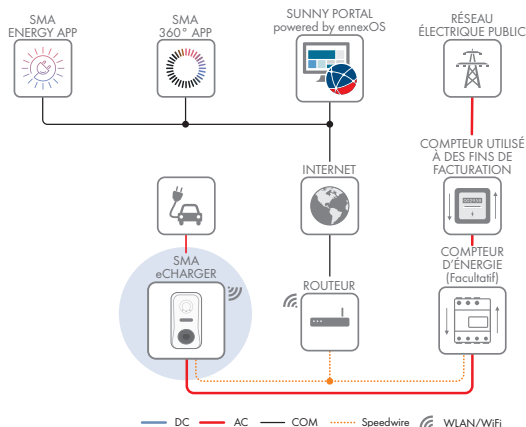 SMA
ENERGY APP
SMA
360° APP
SUNNY PORTAL
powered by ennexOS
RÉSEAU
ÉLECTRIQUE PUBLIC
INTERNET
COMPTEUR UTILISÉ
À DES FINS DE
FACTURATION
SMA
eCHARGER
ROUTEUR
COMPTEUR
D'ÉNERGIE
(Facultatif)
DC
AC
COM
Speedwire
WLAN/WiFi